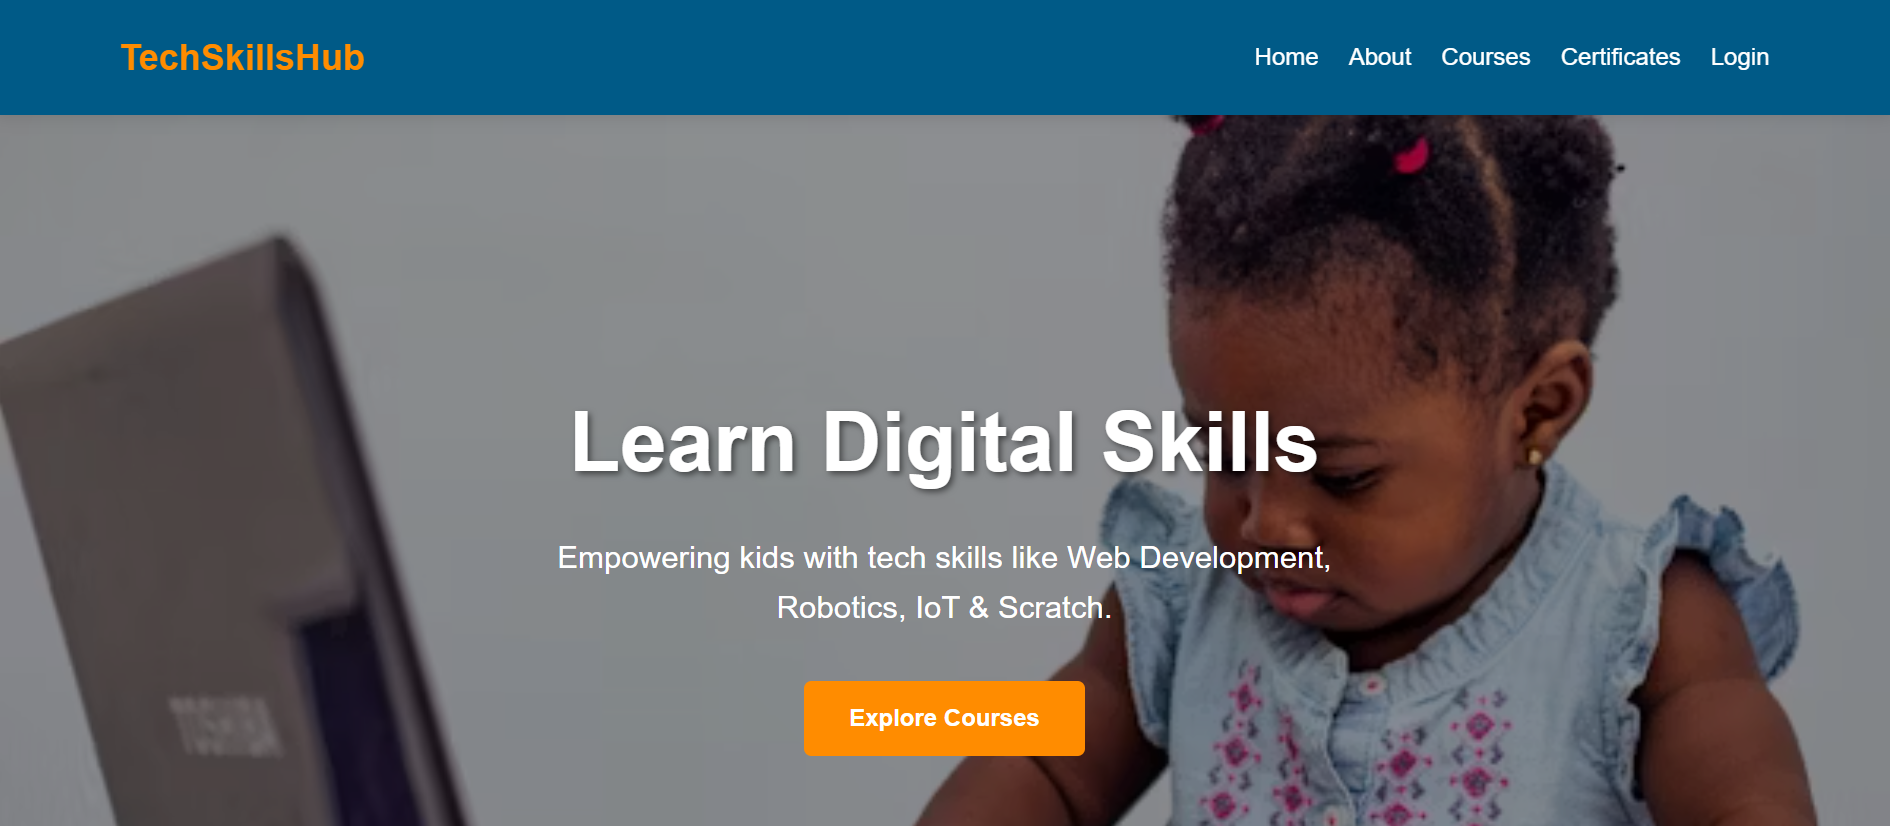 TechSkillsHub
Home About Courses Certificates Login
Learn Digital Skills
Empowering kids with tech skills like Web Development,
Robotics, IoT & Scratch.
Explore Courses